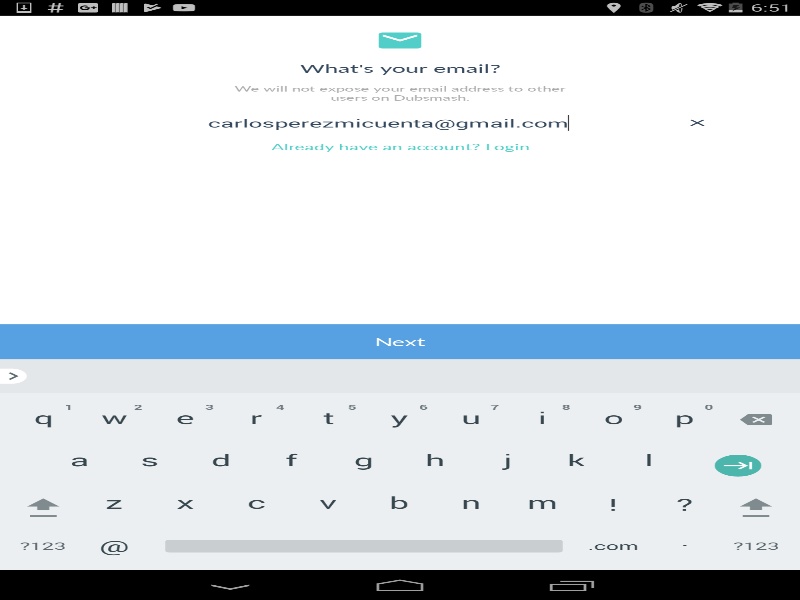 6:51
What's your email?
We will not expose your email address to other
users on Dubsmash.
carlosperezmicuenta@gmail.com
Already have an account? Login
Next
1 2 3 4 5 6 7 8 9 0
q w e r t y u i o p
a s d f g h j k l
z x c v b n m ! ?
?123 @ .com . ?123